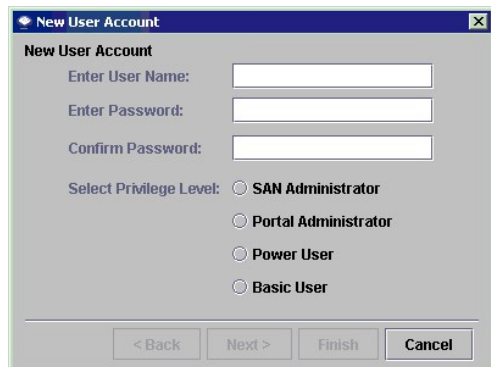 New User Account
New User Account
Enter User Name:
Enter Password:
Confirm Password:
Select Privilege Level: SAN Administrator
Portal Administrator
Power User
Basic User
< Back Next > Finish Cancel